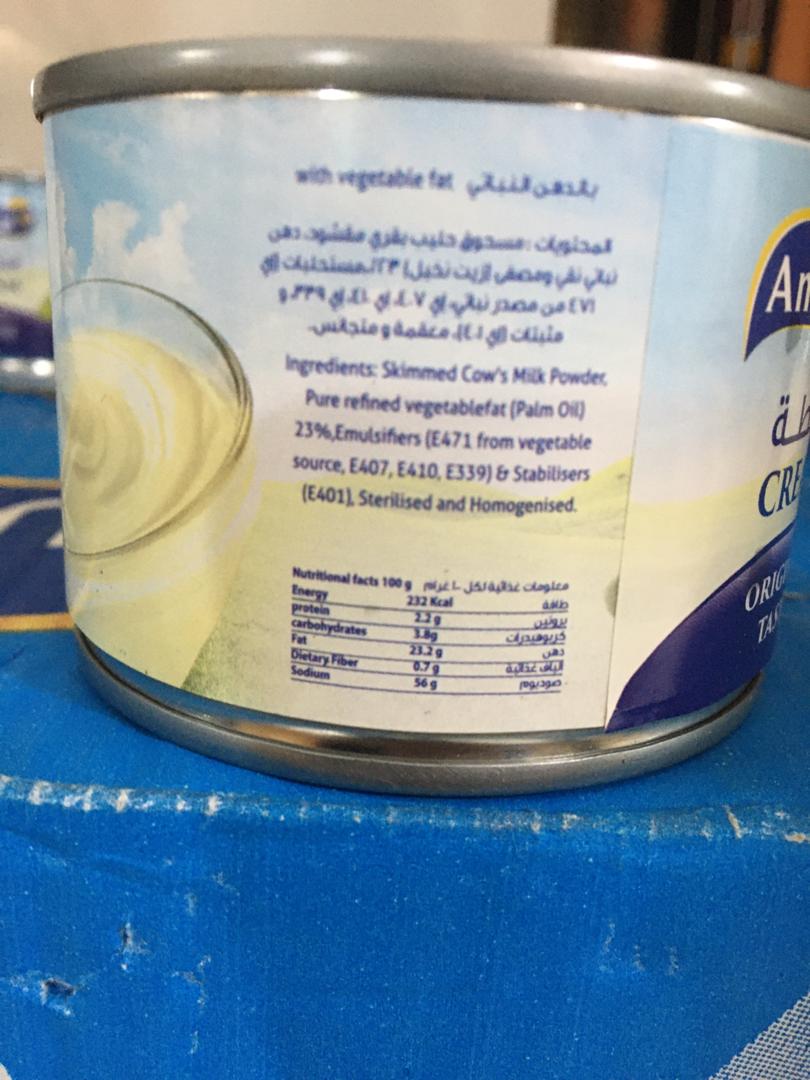 with vegetable fat بالدهن النباتي
المحتويات: مسحوق حليب بقري مقشود، دهن
نباتي نقي ومصفى (زيت نخيل) ٢٣٪،مستحلبات (إي
٤٧١ من مصدر نباتي، إي ٤٠٧، إي ٤١٠، إي ٣٣٩) و
مثبتات (إي ٤٠١)، معقمة و متجانس.
Ingredients: Skimmed Cow's Milk Powder,
Pure refined vegetablefat (Palm Oil)
23%,Emulsifiers (E471 from vegetable
source, E407, E410, E339) & Stabilisers
(E401), Sterilised and Homogenised.
Nutritional facts 100 g معلومات غذائية لكل ١٠٠ غرام
Energy 232 Kcal طاقة
protein 2.2 g بروتين
carbohydrates 3.8g كربوهيدرات
Fat 23.2 g دهن
Dietary Fiber 0.7 g ألياف غذائية
Sodium 56 g صوديوم
An
CRE
ORIG
TAS